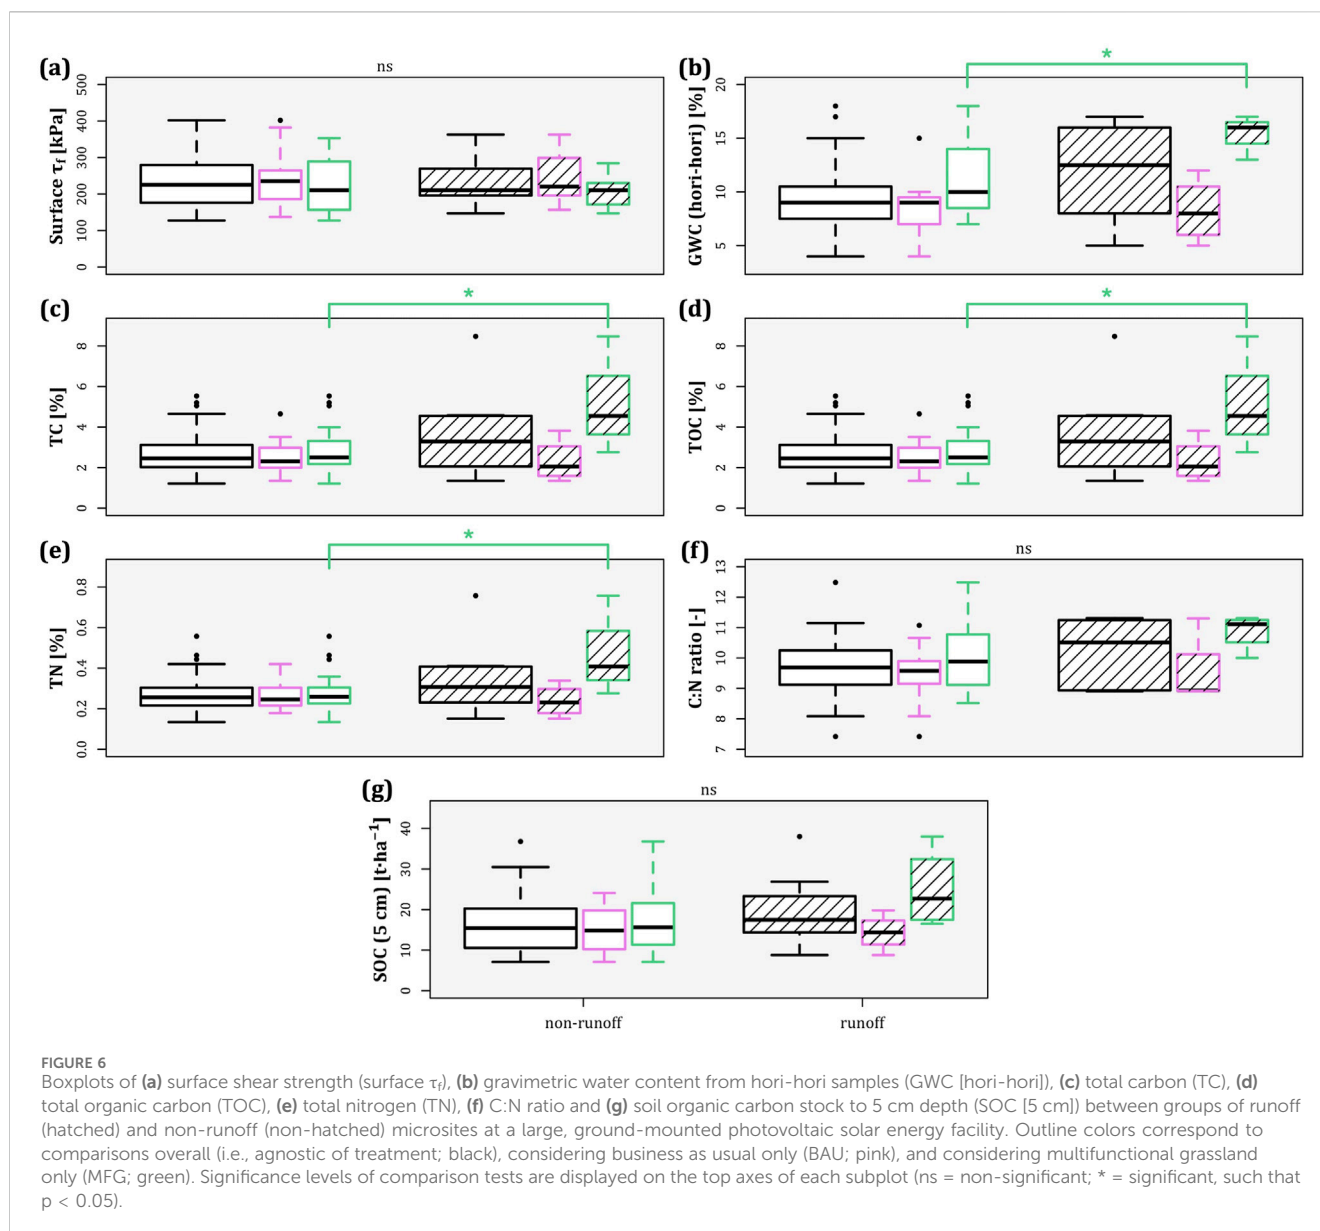 (a)
ns
Surface τf [kPa]
0
100
200
300
400
500
(b)
*
GWC (hori-hori) [%]
5
10
15
20
(c)
*
TC [%]
0
2
4
6
8
(d)
*
TOC [%]
0
2
4
6
8
(e)
*
TN [%]
0.0
0.2
0.4
0.6
0.8
(f)
ns
C:N ratio [-]
7
8
9
10
11
12
13
(g)
ns
SOC (5 cm) [t·ha⁻¹]
0
10
20
30
40
non-runoff
runoff
FIGURE 6
Boxplots of (a) surface shear strength (surface τf), (b) gravimetric water content from hori-hori samples (GWC [hori-hori]), (c) total carbon (TC), (d)
total organic carbon (TOC), (e) total nitrogen (TN), (f) C:N ratio and (g) soil organic carbon stock to 5 cm depth (SOC [5 cm]) between groups of runoff
(hatched) and non-runoff (non-hatched) microsites at a large, ground-mounted photovoltaic solar energy facility. Outline colors correspond to
comparisons overall (i.e., agnostic of treatment; black), considering business as usual only (BAU; pink), and considering multifunctional grassland
only (MFG; green). Significance levels of comparison tests are displayed on the top axes of each subplot (ns = non-significant; * = significant, such that
p < 0.05).